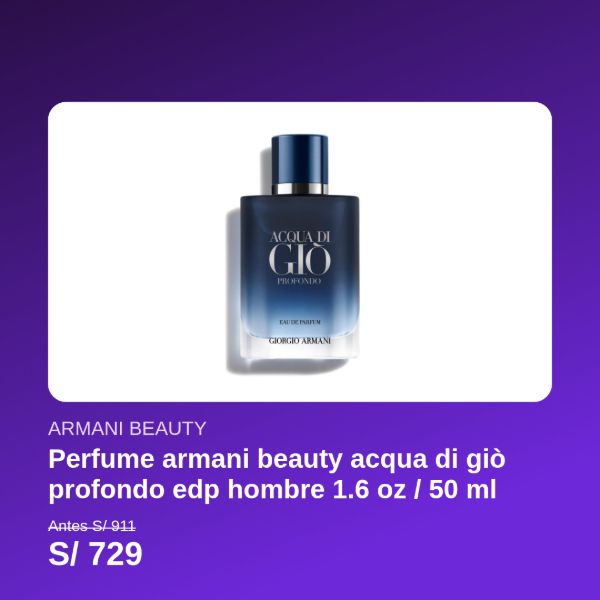 ACQUA DI
GIÒ
PROFONDO
EAU DE PARFUM
GIORGIO ARMANI
ARMANI BEAUTY
Perfume armani beauty acqua di giò
profondo edp hombre 1.6 oz / 50 ml
Antes S/ 911
S/ 729